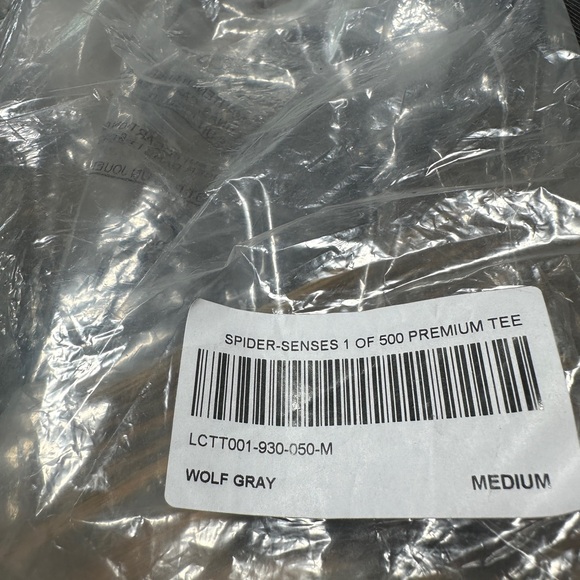 SPIDER-SENSES 1 OF 500 PREMIUM TEE
LCTT001-930-050-M
WOLF GRAY
MEDIUM